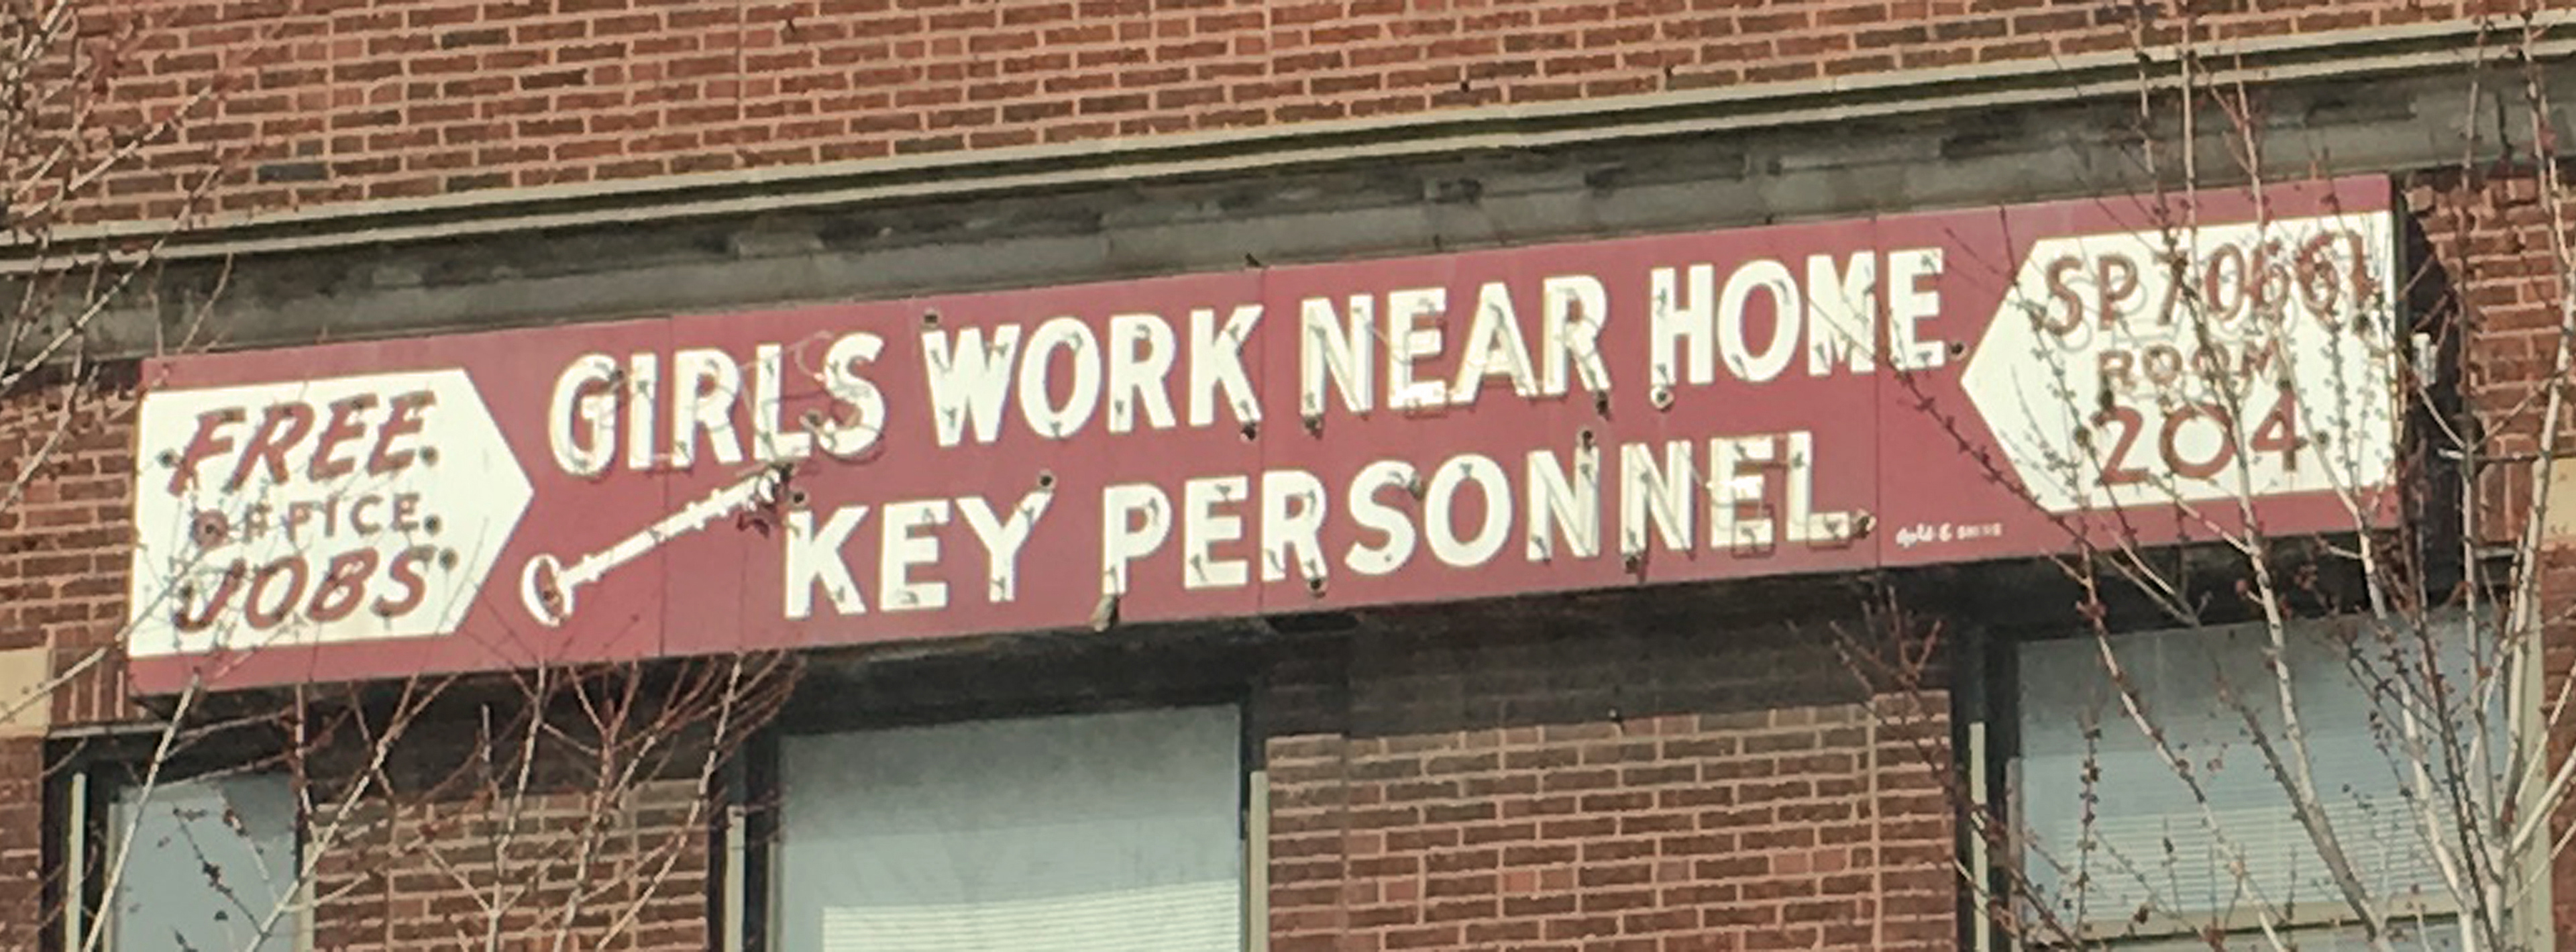 FREE
OFFICE
JOBS
GIRLS WORK NEAR HOME
KEY PERSONNEL
SP 7 0661
ROOM
204